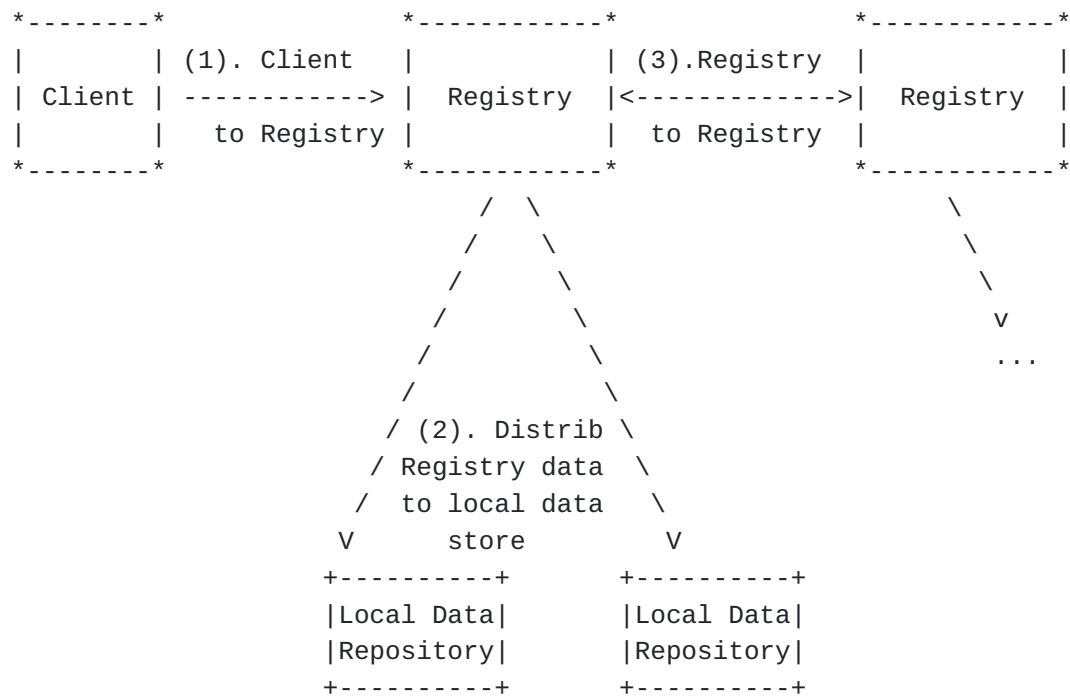 *--------*               *------------*               *------------*
|        | (1). Client   |            | (3).Registry  |            |
| Client | ------------> |  Registry  |<------------->|  Registry  |
|        |   to Registry |            |  to Registry  |            |
*--------*               *------------*               *------------*
                              /  \                          \
                             /    \                          \
                            /      \                          \
                           /        \                          v
                          /          \                         ...
                         /            \
                        / (2). Distrib \
                       / Registry data  \
                      /  to local data   \
                     V      store         V
                    +----------+       +----------+
                    |Local Data|       |Local Data|
                    |Repository|       |Repository|
                    +----------+       +----------+